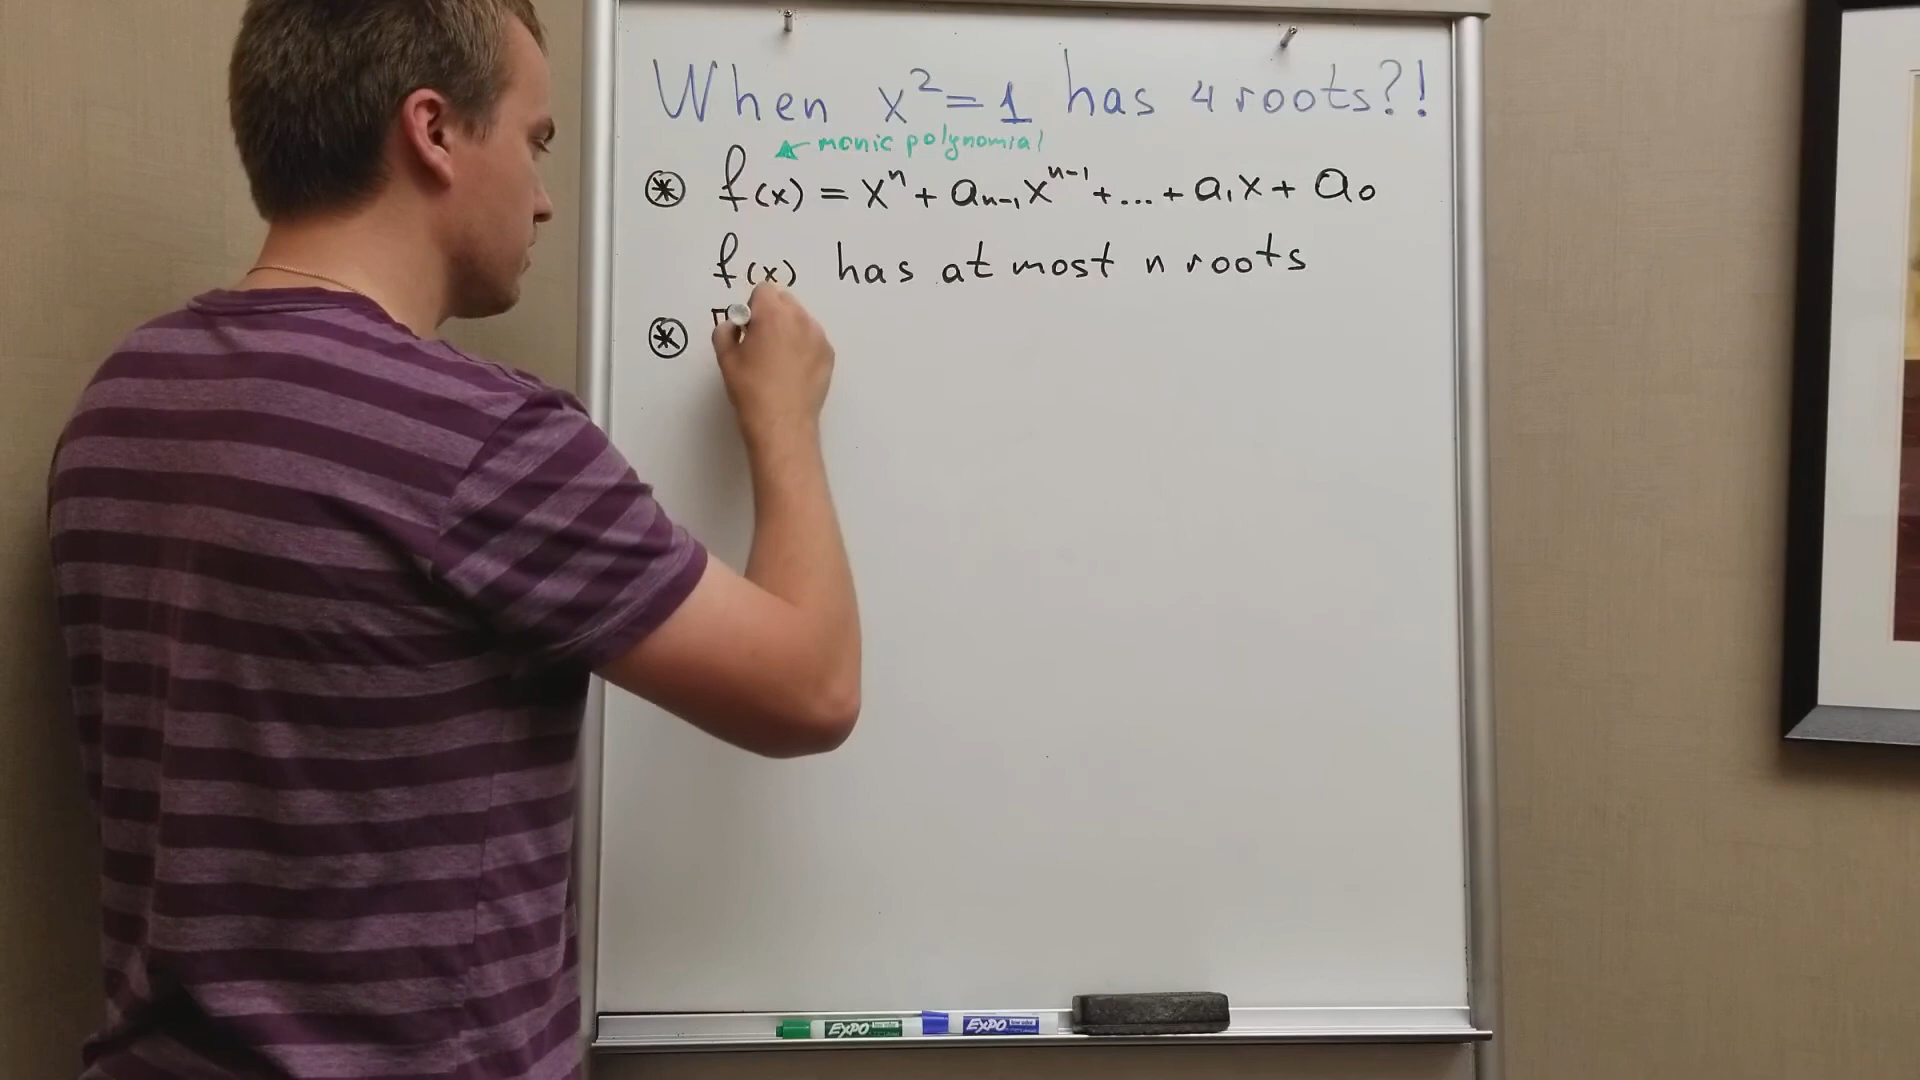 When x²=1 has 4 roots?!
monic polynomial
⊛ f(x) = xⁿ + aₙ₋₁xⁿ⁻¹ + ... + a₁x + a₀
f(x) has at most n roots
⊛
EXPO EXPO